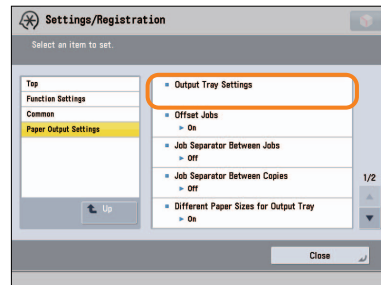 Settings/Registration
Select an item to set.
Top
Function Settings
Common
Paper Output Settings
Up
Output Tray Settings
Offset Jobs
► On
Job Separator Between Jobs
► Off
Job Separator Between Copies
► Off
Different Paper Sizes for Output Tray
► On
1/2
Close